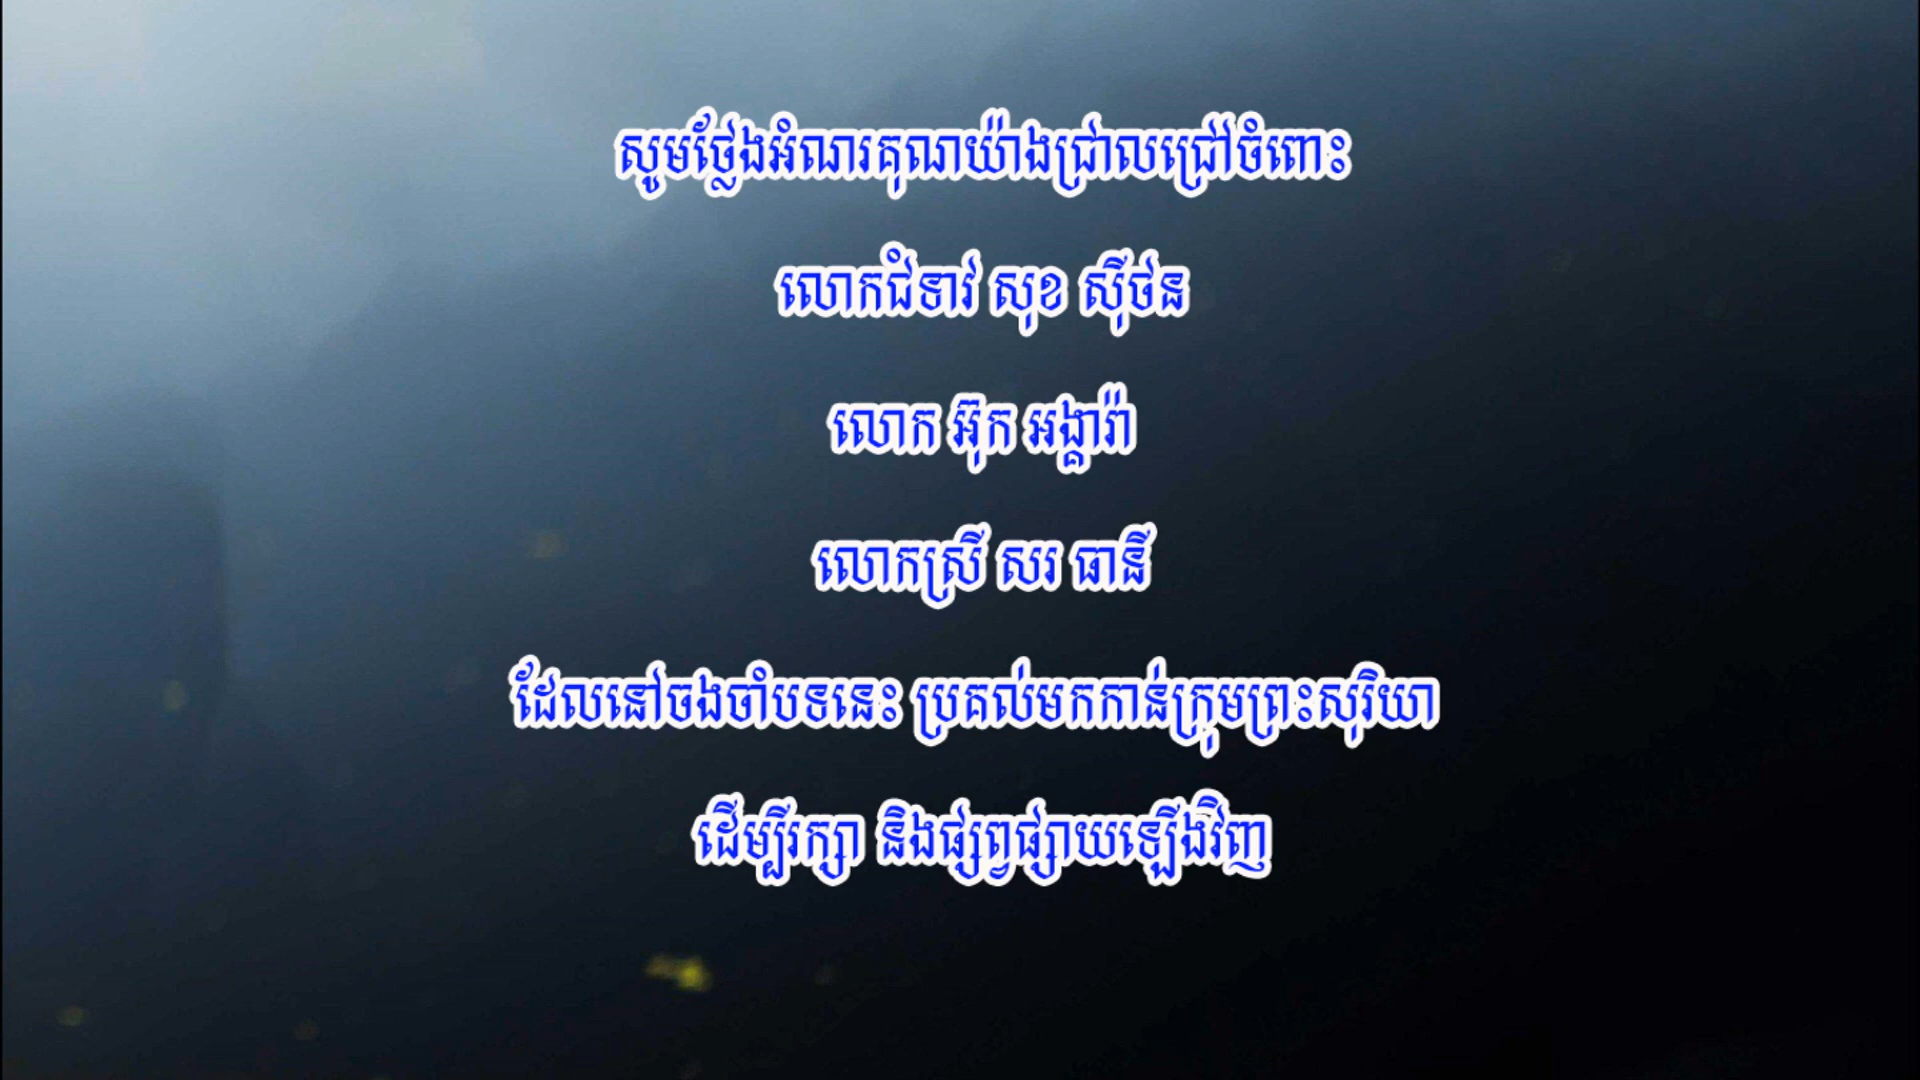 សូមថ្លែងអំណរគុណយ៉ាងជ្រាលជ្រៅចំពោះ
លោកជំទាវ សុខ ស៊ីថន
លោក អ៊ុក អង្គារ៉ា
លោកស្រី សរ ធានី
ដែលនៅចងចាំបទនេះ ប្រគល់មកកាន់ក្រុមព្រះសុរិយា
ដើម្បីរក្សា និងផ្សព្វផ្សាយឡើងវិញ